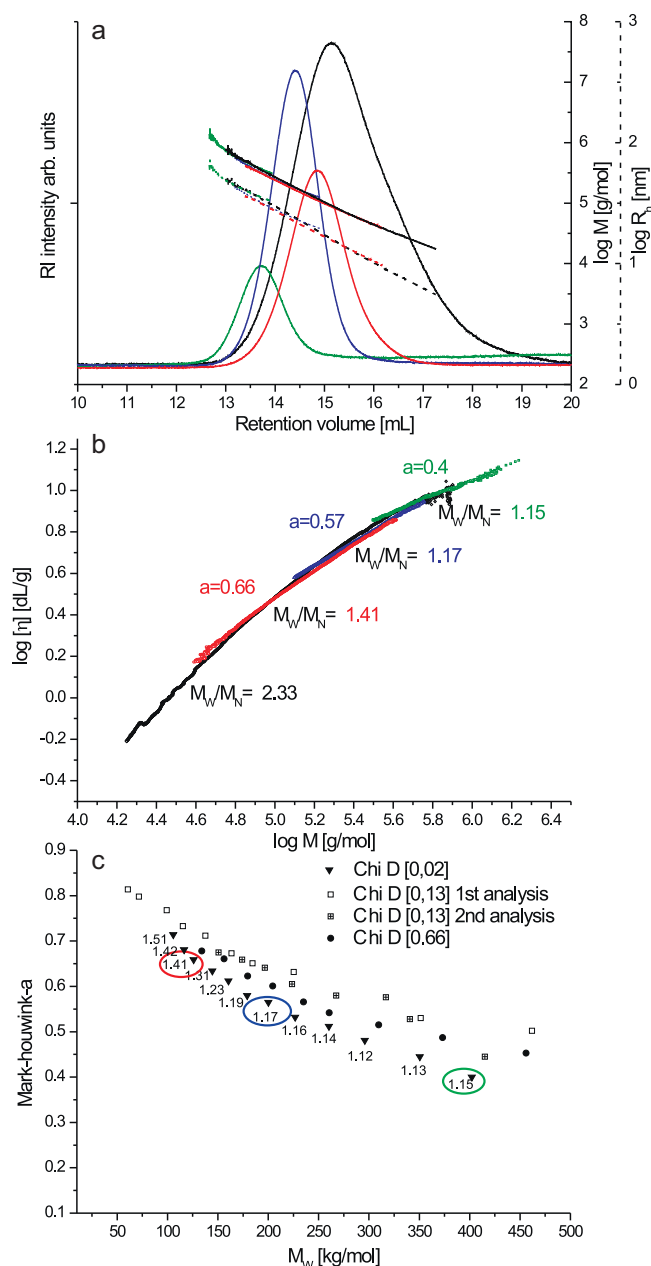 a
RI intensity arb. units
10 11 12 13 14 15 16 17 18 19 20
Retention volume [mL]
8
7
6
5
4
3
2
log M [g/mol]
3
2
1
0
log R_h [nm]
b
1.2
1.0
0.8
0.6
0.4
0.2
0.0
-0.2
-0.4
log [η] [dL/g]
a=0.4
M_W/M_N= 1.15
a=0.57
M_W/M_N= 1.17
a=0.66
M_W/M_N= 1.41
M_W/M_N= 2.33
4.0 4.2 4.4 4.6 4.8 5.0 5.2 5.4 5.6 5.8 6.0 6.2 6.4
log M [g/mol]
c
0.9
0.8
0.7
0.6
0.5
0.4
0.3
0.2
0.1
Mark-houwink-a
Chi D [0,02]
Chi D [0,13] 1st analysis
Chi D [0,13] 2nd analysis
Chi D [0.66]
1.51
1.42
1.41
1.31
1.23
1.19
1.17
1.16
1.14
1.12
1.13
1.15
50 100 150 200 250 300 350 400 450 500
M_W [kg/mol]